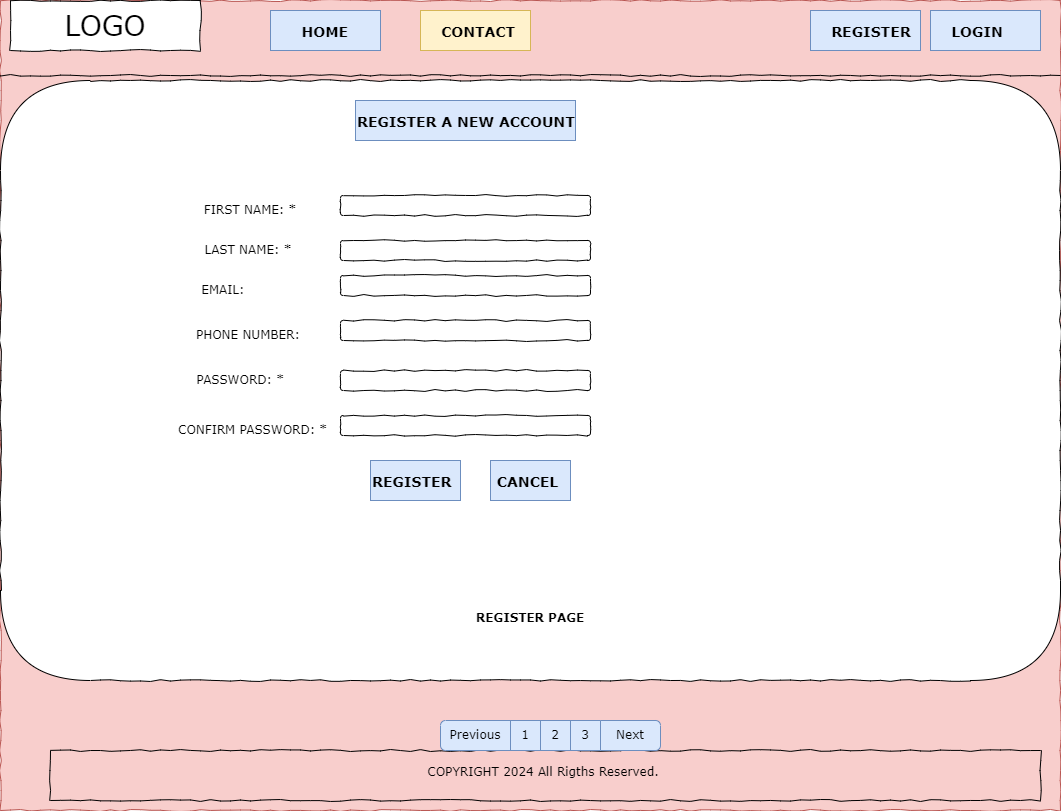 LOGO
HOME
CONTACT
REGISTER
LOGIN
REGISTER A NEW ACCOUNT
FIRST NAME: *
LAST NAME: *
EMAIL:
PHONE NUMBER:
PASSWORD: *
CONFIRM PASSWORD: *
REGISTER
CANCEL
REGISTER PAGE
Previous 1 2 3 Next
COPYRIGHT 2024 All Rigths Reserved.